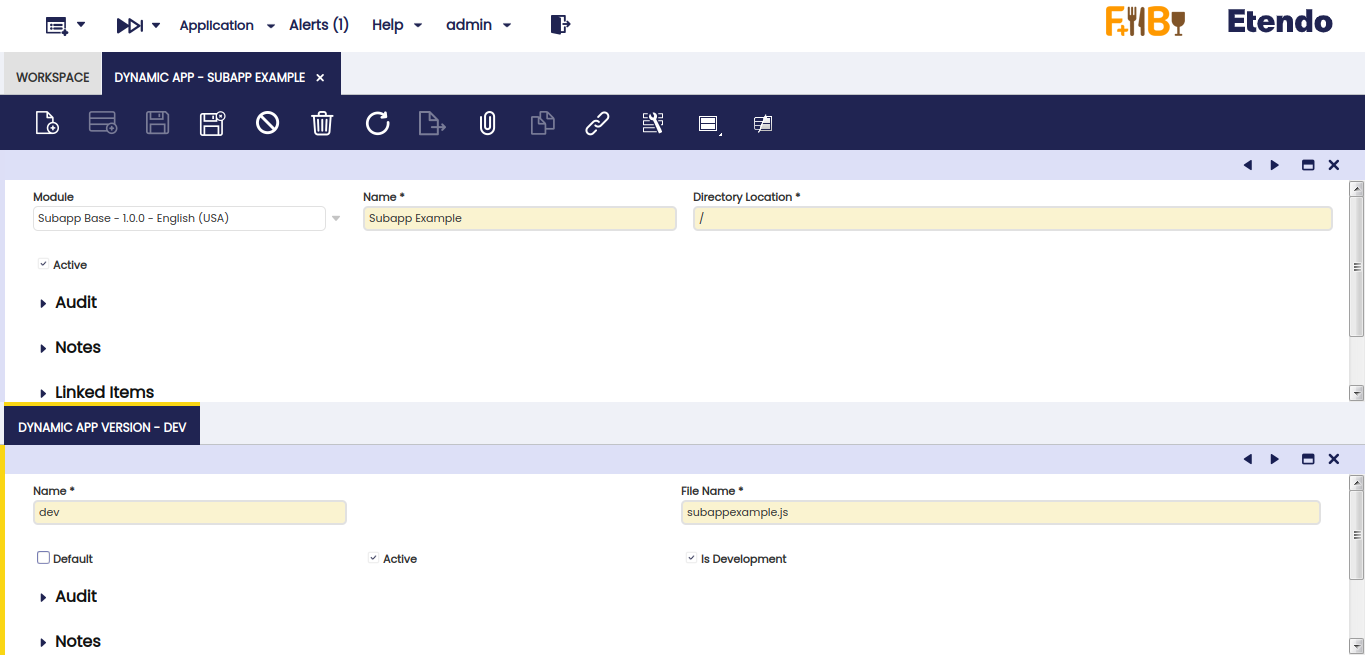 Application Alerts (1) Help admin F+B Etendo
WORKSPACE DYNAMIC APP - SUBAPP EXAMPLE
Module Name * Directory Location *
Subapp Base - 1.0.0 - English (USA) Subapp Example /
Active
Audit
Notes
Linked Items
DYNAMIC APP VERSION - DEV
Name * File Name *
dev subappexample.js
Default Active Is Development
Audit
Notes